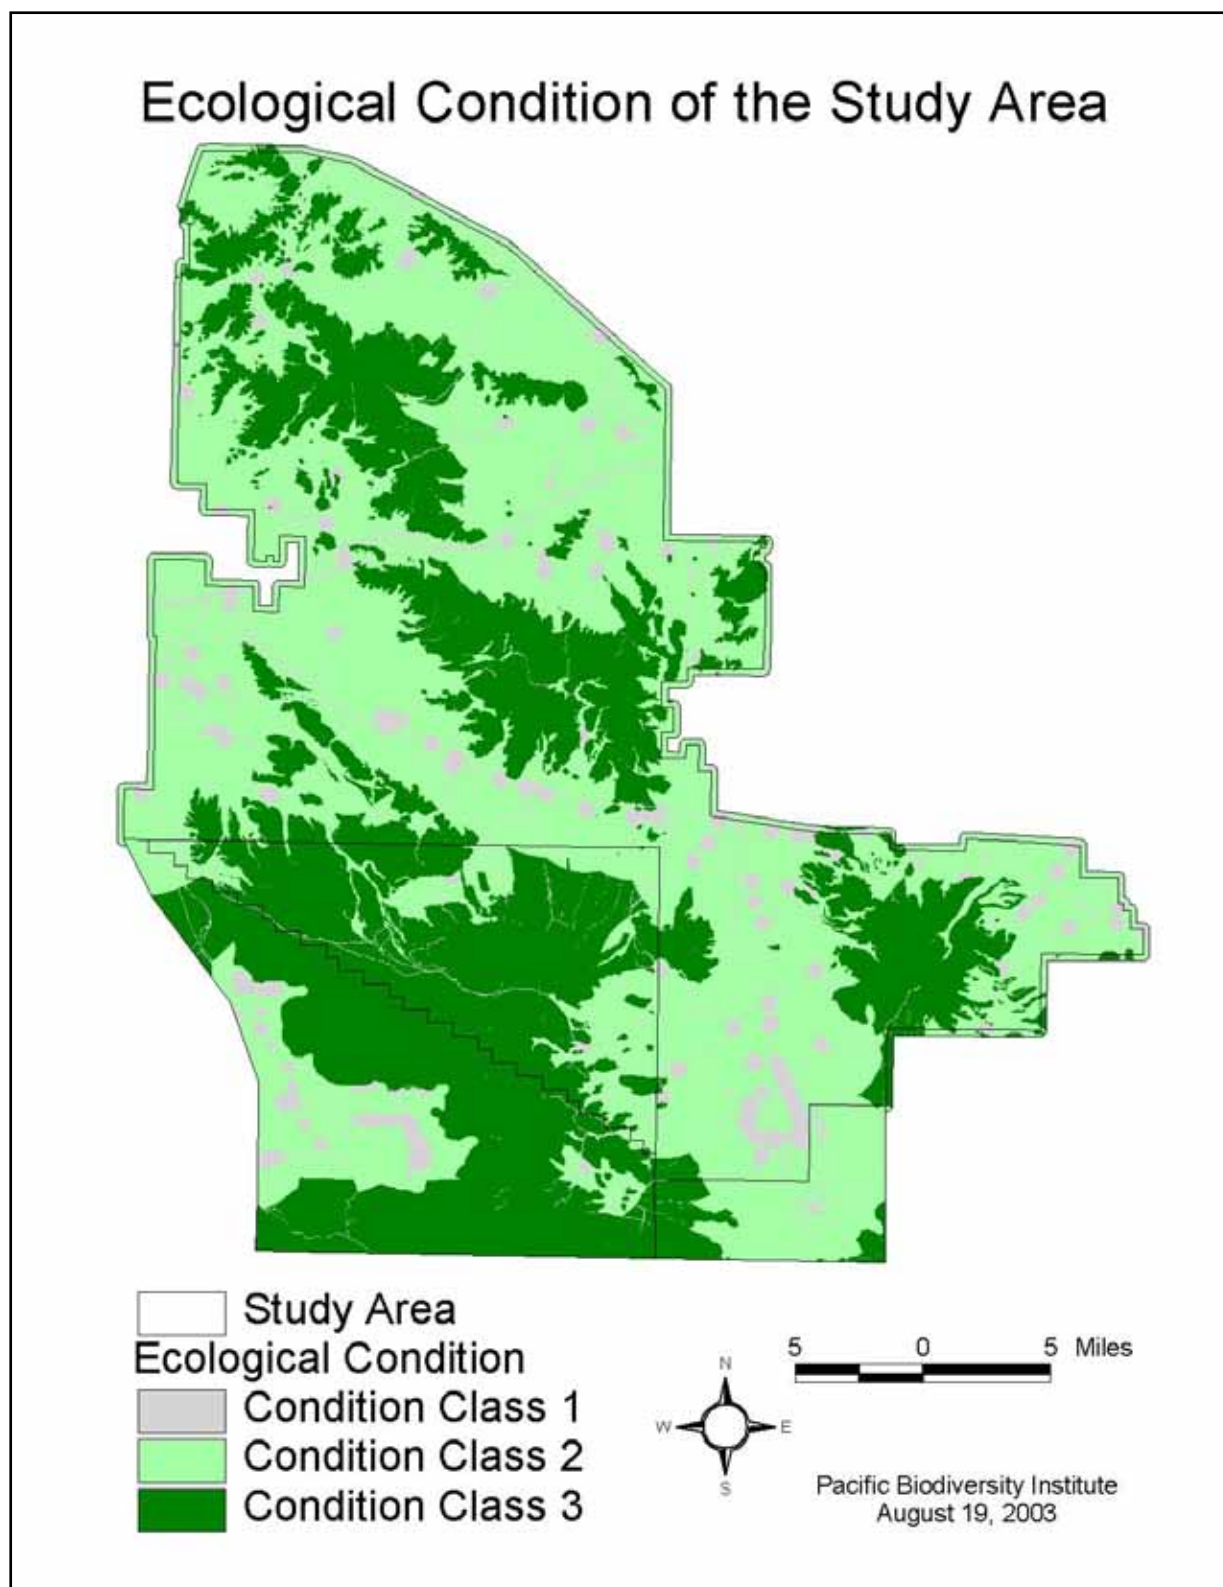 Ecological Condition of the Study Area
Study Area
Ecological Condition
Condition Class 1
Condition Class 2
Condition Class 3
5 0 5 Miles
N
W E
S
Pacific Biodiversity Institute
August 19, 2003